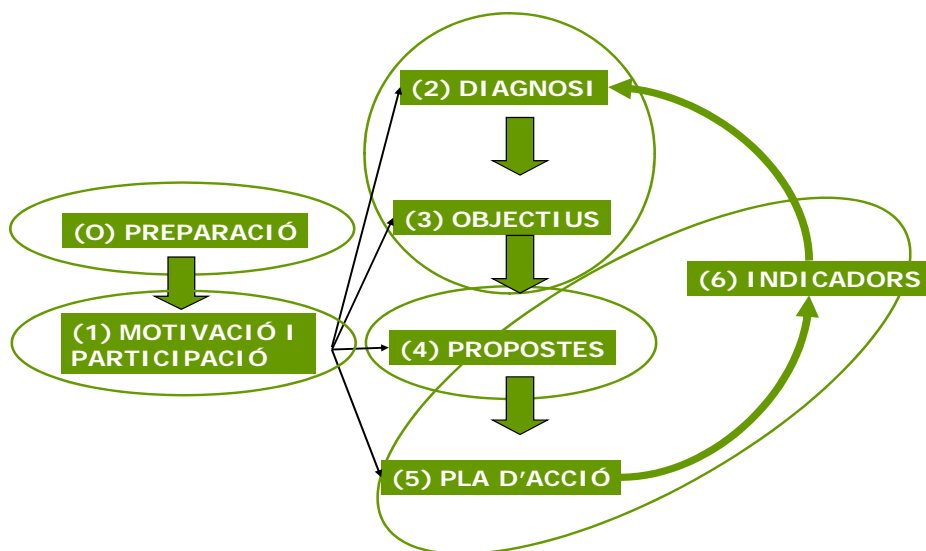 (2) DIAGNOSI
(0) PREPARACIÓ
(3) OBJECTIUS
(6) INDICADORS
(1) MOTIVACIÓ I
PARTICIPACIÓ
(4) PROPOSTES
(5) PLA D'ACCIÓ